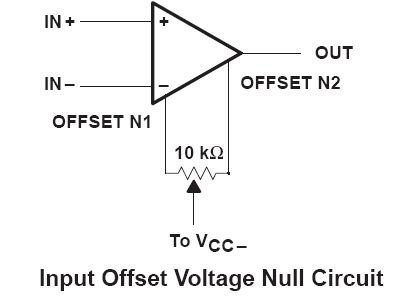 IN +
+
OUT
IN –
–
OFFSET N2
OFFSET N1
10 kΩ
To VCC–
Input Offset Voltage Null Circuit